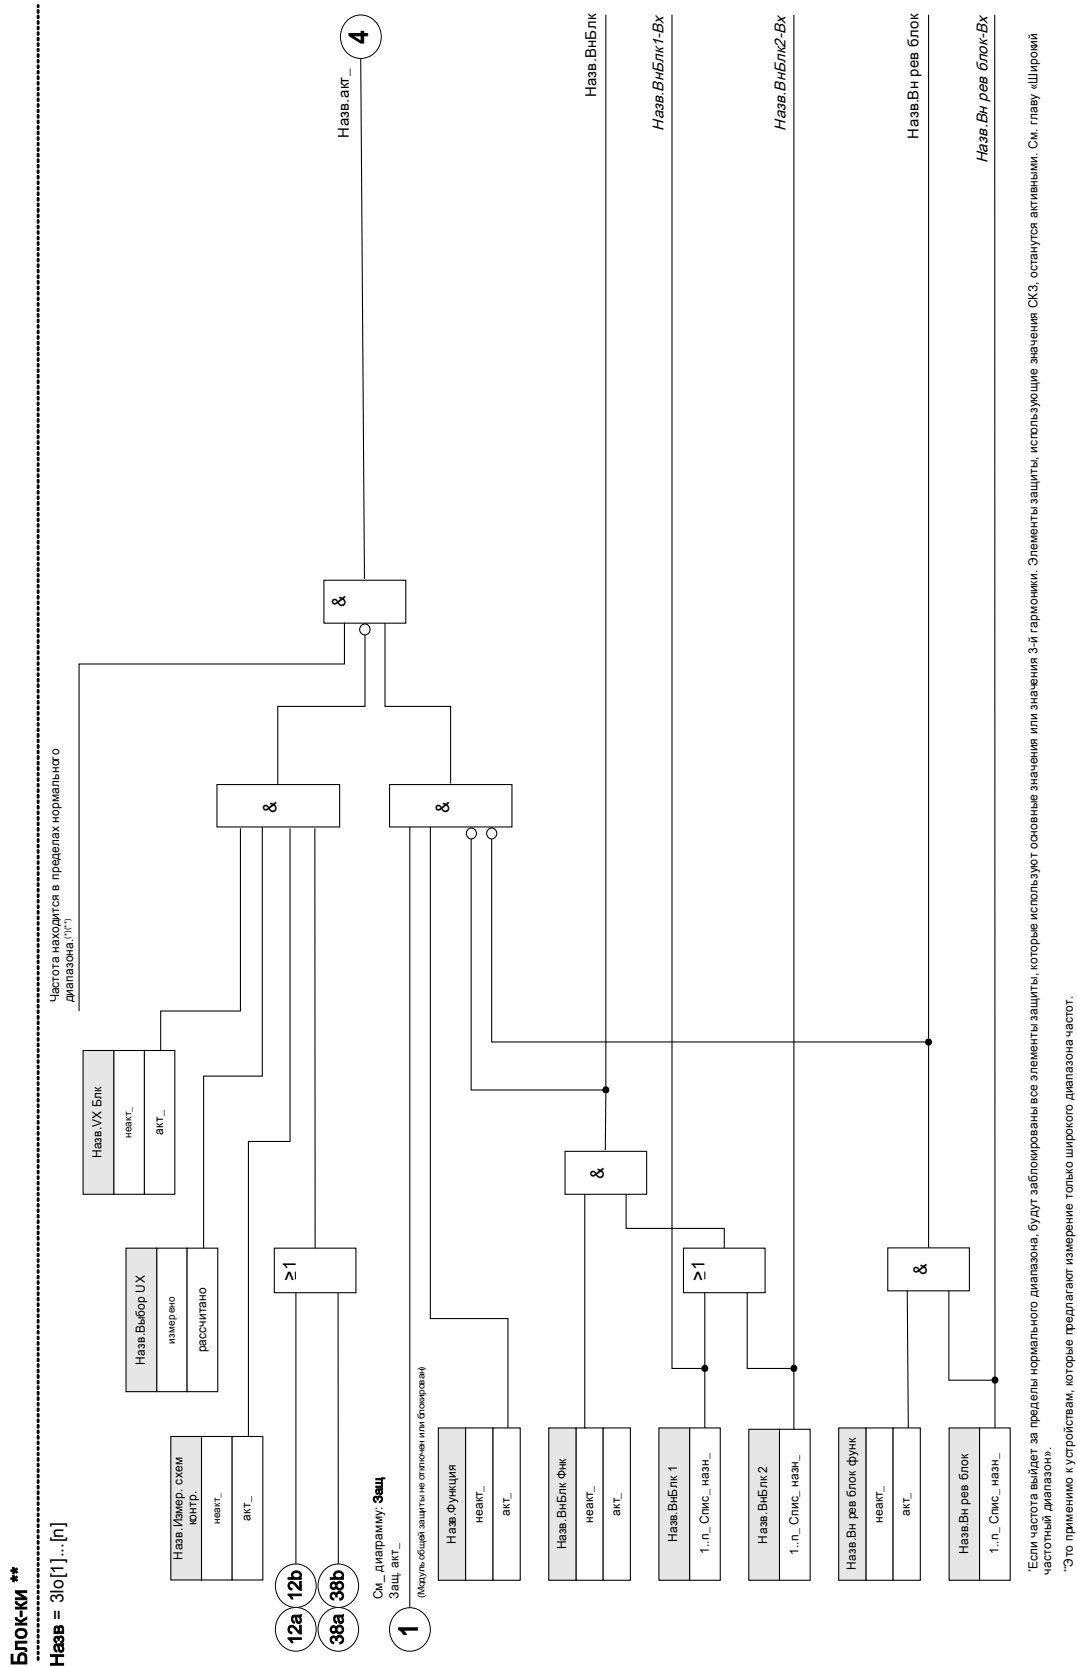 Блок-ки **
Назв = 3Io[1]... [n]
Частота находится в пределах нормального
диапазона.(*)(**)
Назв.VX Блк
неакт_
акт_
Назв.Выбор UX
измерено
рассчитано
Назв.Измер. схем
контр.
неакт_
акт_
12a
12b
38a
38b
≥1
&
&
&
Назв.акт_
4
См_ диаграмму: Защ
Защ. акт_
(Модуль общей защиты не отключен или блокирован)
1
Назв.Функция
неакт_
акт_
Назв.ВнБлк Фнк
неакт_
акт_
&
Назв.ВнБлк
Назв.ВнБлк 1
1..n_ Спис_ назн_
≥1
Назв.ВнБлк1-Вх
Назв.ВнБлк 2
1..n_ Спис_ назн_
Назв.ВнБлк2-Вх
Назв.Вн рев блок функ
неакт_
акт_
&
Назв.Вн рев блок
Назв.Вн рев блок
1..n_ Спис_ назн_
Назв.Вн рев блок-Вх
*Если частота выйдет за пределы нормального диапазона, будут заблокированы все элементы защиты, которые используют основные значения или значения 3-й гармоники. Элементы защиты, использующие значения СКЗ, останутся активными. См. главу «Широкий
частотный диапазон».
**Это применимо к устройствам, которые предлагают измерение только широкого диапазона частот.